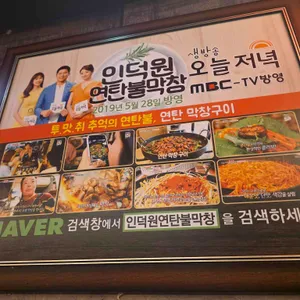 인덕원
연탄불막창
생방송
오늘 저녁
2019년 5월 28일 방영
MBC-TV방영
투맛.쥐 추억의 연탄불, 연탄 막창구이
NAVER 검색창에서 인덕원연탄불막창 을 검색하세